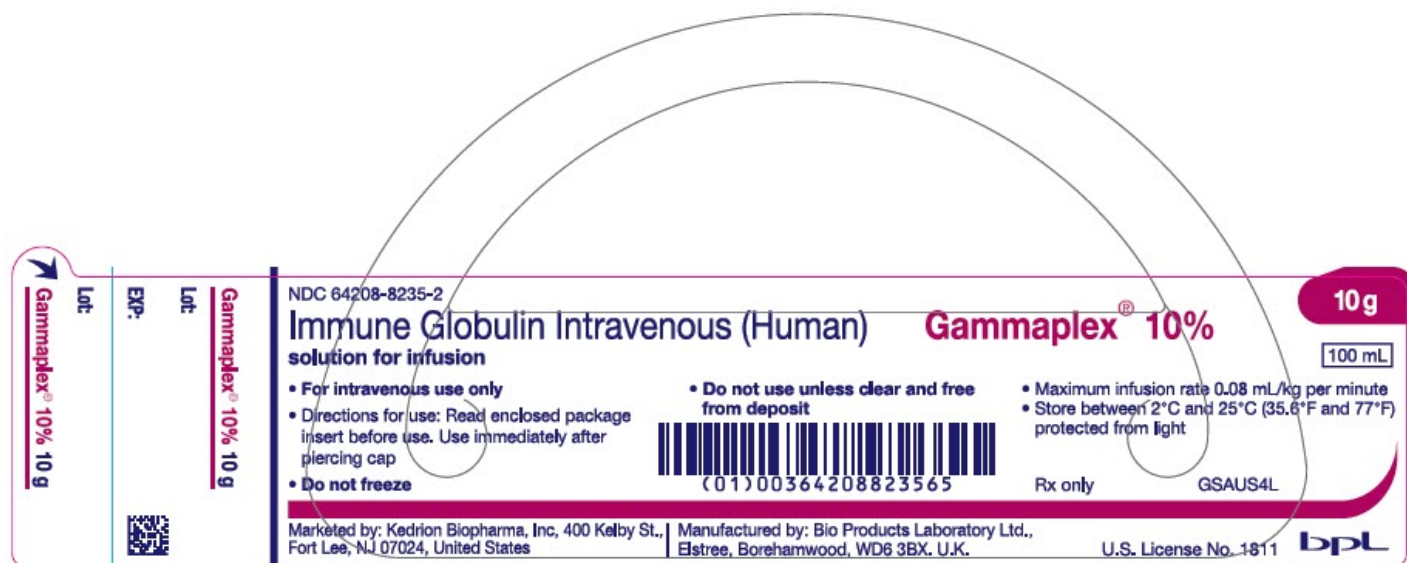 Gammaplex® 10% 10 g
Lot:
EXP:
Lot:
Gammaplex® 10% 10 g
NDC 64208-8235-2
Immune Globulin Intravenous (Human)
Gammaplex® 10%
10 g
solution for infusion
100 mL
• For intravenous use only
• Directions for use: Read enclosed package
insert before use. Use immediately after
piercing cap
• Do not freeze
• Do not use unless clear and free
from deposit
(01)00364208823565
• Maximum infusion rate 0.08 mL/kg per minute
• Store between 2°C and 25°C (35.6°F and 77°F)
protected from light
Rx only
GSAUS4L
Marketed by: Kedrion Biopharma, Inc, 400 Kelby St.,
Fort Lee, NJ 07024, United States
Manufactured by: Bio Products Laboratory Ltd.,
Elstree, Borehamwood, WD6 3BX. U.K.
U.S. License No. 1811
bpl